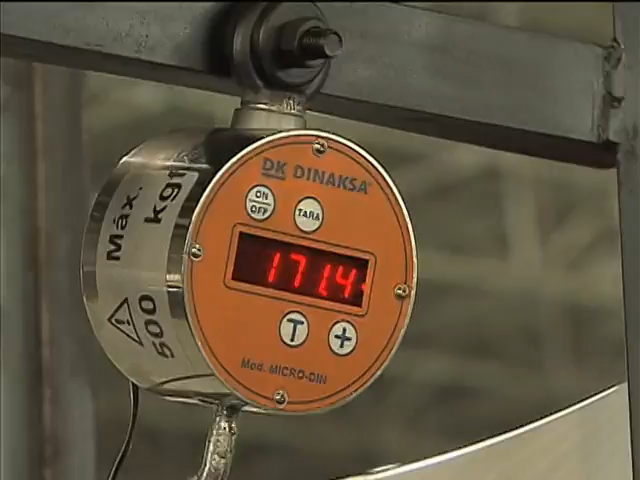 DK DINAKSA®
ON
OFF
TARA
171.4
T +
Mod. MICRO-DIN
Máx. kgf
500